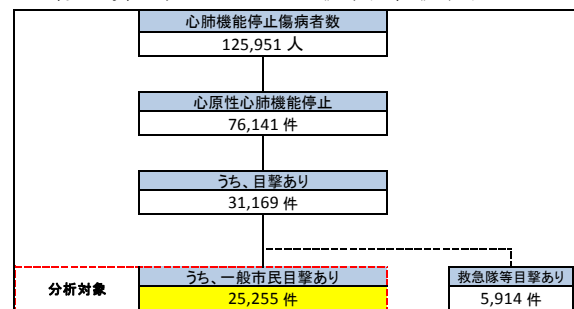 心肺機能停止傷病者数
125,951 人
心原性心肺機能停止
76,141 件
うち、目撃あり
31,169 件
分析対象
うち、一般市民目撃あり
25,255 件
救急隊等目撃あり
5,914 件